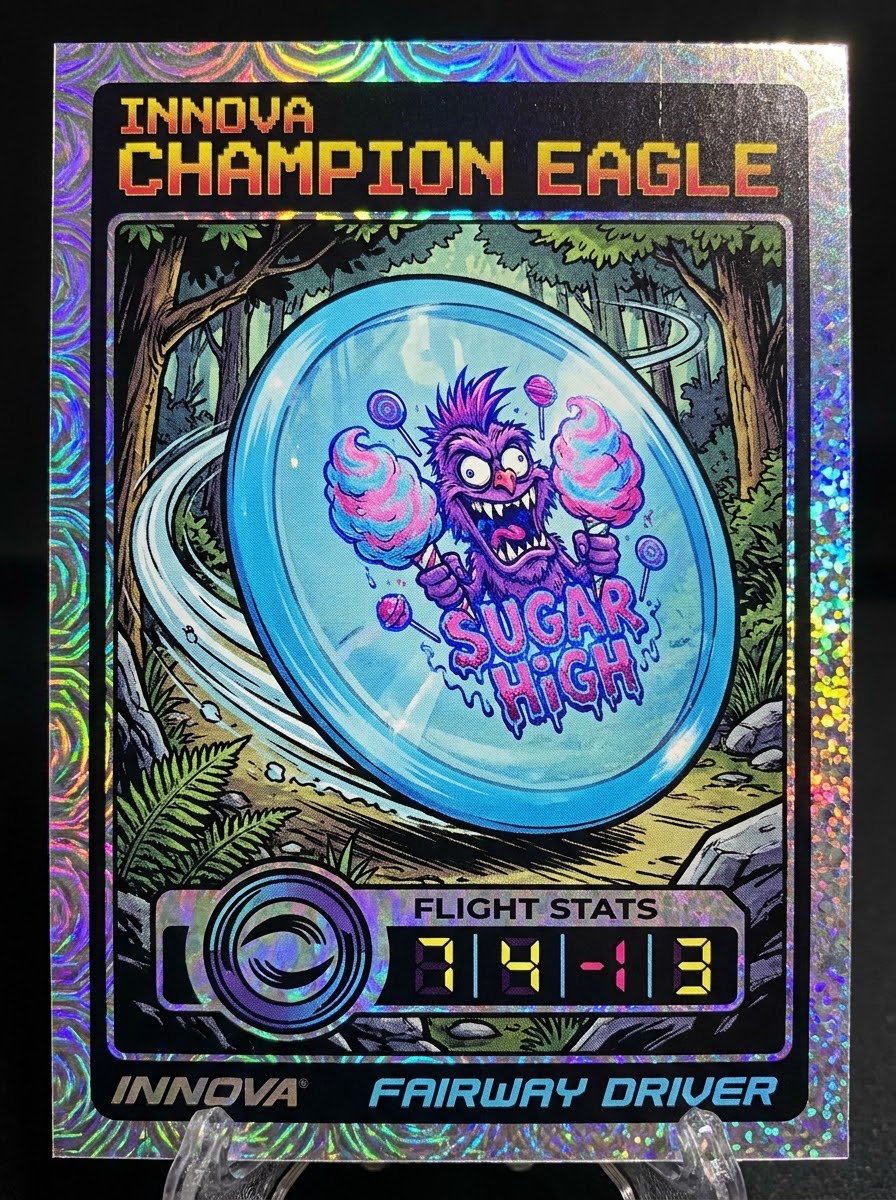 INNOVA
CHAMPION EAGLE
SUGAR
HiGH
FLIGHT STATS
7 | 4 | -1 | 3
INNOVA®
FAIRWAY DRIVER